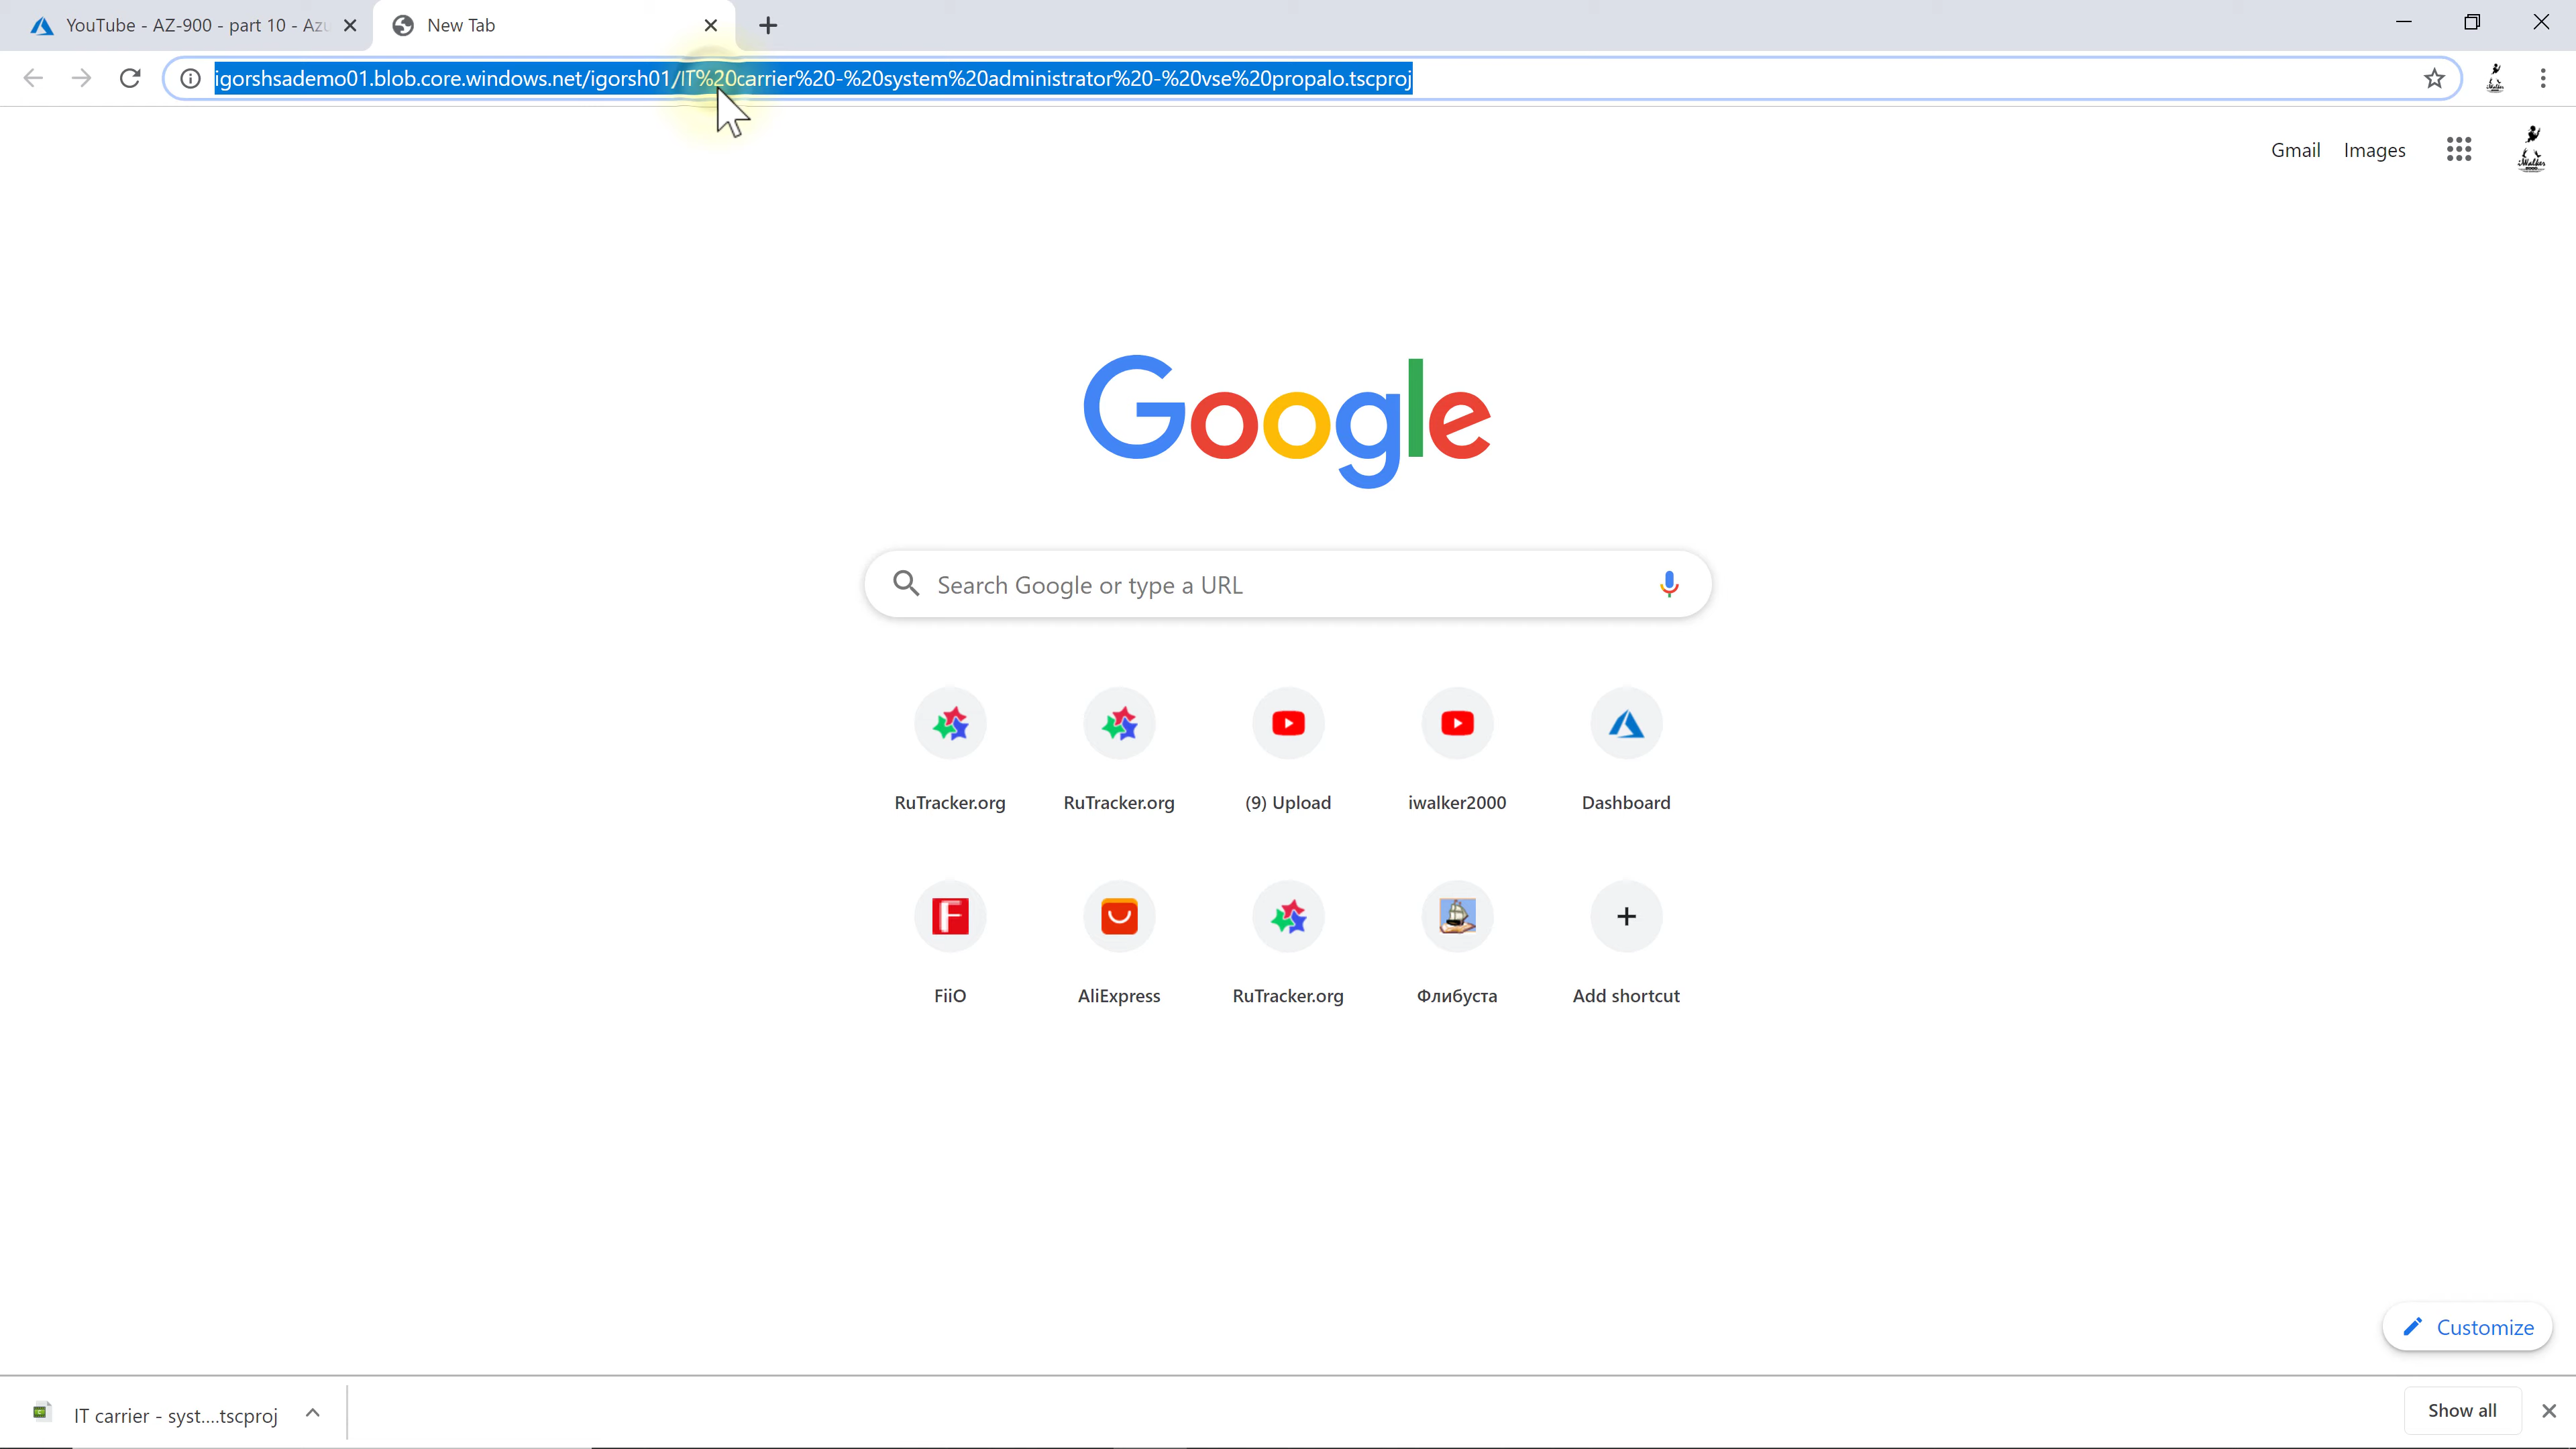 YouTube - AZ-900 - part 10 - Azu
New Tab
igorshsademo01.blob.core.windows.net/igorsh01/IT%20carrier%20-%20system%20administrator%20-%20vse%20propalo.tscproj
Gmail Images
Google
Search Google or type a URL
RuTracker.org RuTracker.org (9) Upload iwalker2000 Dashboard
FiiO AliExpress RuTracker.org Флибуста Add shortcut
Customize
IT carrier - syst....tscproj
Show all